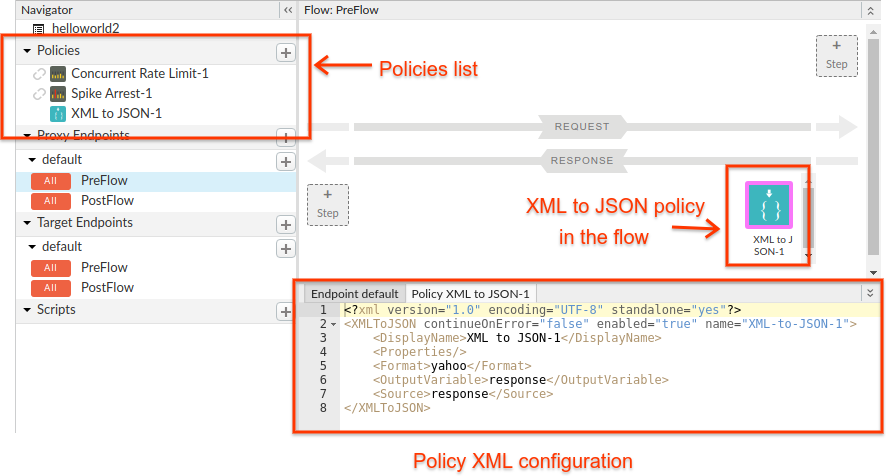 Navigator
helloworld2
Policies
Concurrent Rate Limit-1
Spike Arrest-1
XML to JSON-1
Proxy Endpoints
default
All PreFlow
All PostFlow
Target Endpoints
default
All PreFlow
All PostFlow
Scripts
Flow: PreFlow
+
Step
Policies list
REQUEST
RESPONSE
+
Step
XML to JSON policy
in the flow
{ }
XML to J
SON-1
Endpoint default Policy XML to JSON-1
1 <?xml version="1.0" encoding="UTF-8" standalone="yes"?>
2 <XMLToJSON continueOnError="false" enabled="true" name="XML-to-JSON-1">
3 <DisplayName>XML to JSON-1</DisplayName>
4 <Properties/>
5 <Format>yahoo</Format>
6 <OutputVariable>response</OutputVariable>
7 <Source>response</Source>
8 </XMLToJSON>
Policy XML configuration